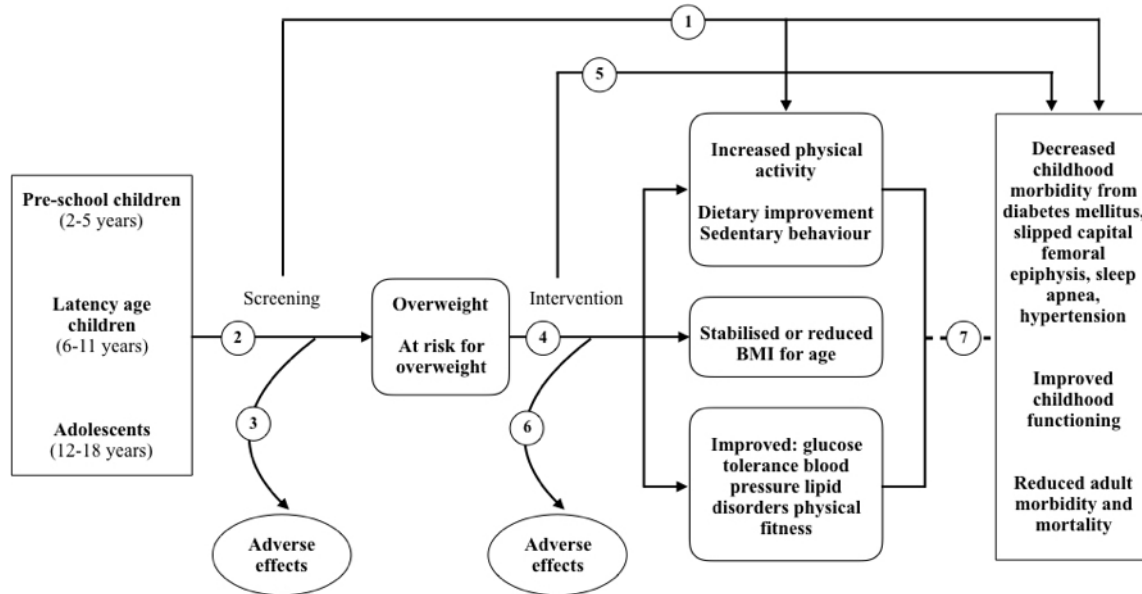 1
5
Pre-school children
(2-5 years)
Latency age
children
(6-11 years)
Adolescents
(12-18 years)
Screening
2
3
Adverse
effects
Overweight
At risk for
overweight
Intervention
4
6
Adverse
effects
Increased physical
activity
Dietary improvement
Sedentary behaviour
Stabilised or reduced
BMI for age
Improved: glucose
tolerance blood
pressure lipid
disorders physical
fitness
7
Decreased
childhood
morbidity from
diabetes mellitus,
slipped capital
femoral
epiphysis, sleep
apnea,
hypertension
Improved
childhood
functioning
Reduced adult
morbidity and
mortality